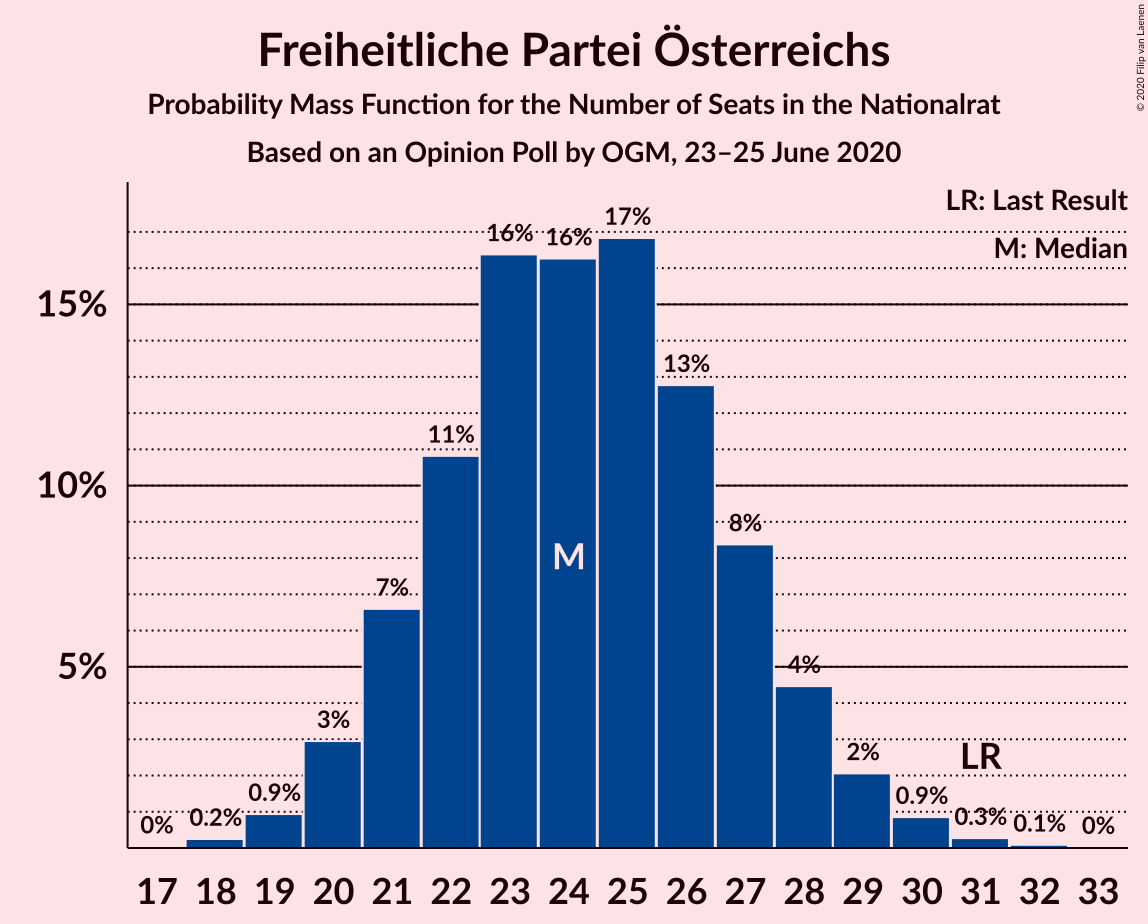 Freiheitliche Partei Österreichs
Probability Mass Function for the Number of Seats in the Nationalrat
Based on an Opinion Poll by OGM, 23–25 June 2020
© 2020 Filip van Laenen
LR: Last Result
M: Median
15%
10%
5%
0%
0.2%
0.9%
3%
7%
11%
16%
16%
17%
13%
8%
4%
2%
0.9%
0.3%
0.1%
0%
M
LR
17 18 19 20 21 22 23 24 25 26 27 28 29 30 31 32 33